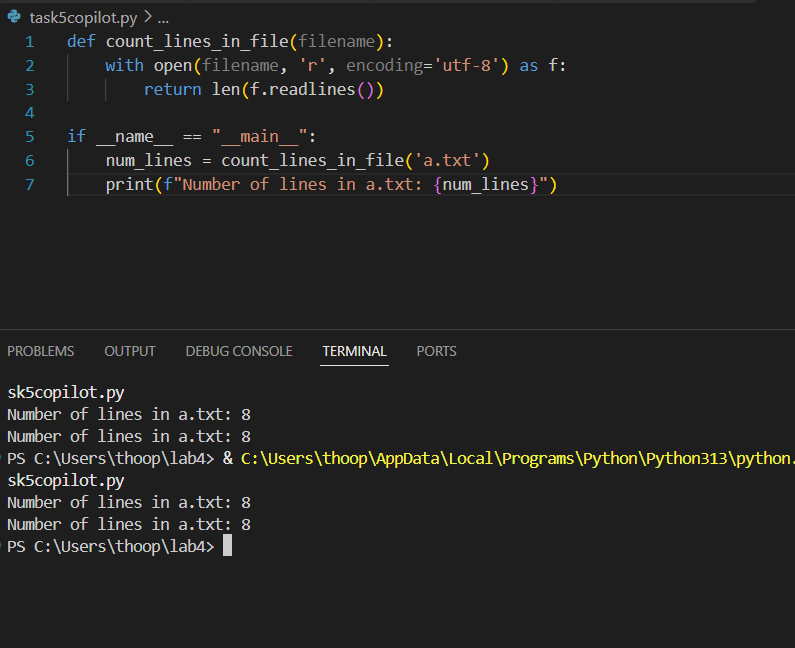 task5copilot.py > ...
1 def count_lines_in_file(filename):
2     with open(filename, 'r', encoding='utf-8') as f:
3         return len(f.readlines())
4
5 if __name__ == "__main__":
6     num_lines = count_lines_in_file('a.txt')
7     print(f"Number of lines in a.txt: {num_lines}")
PROBLEMS OUTPUT DEBUG CONSOLE TERMINAL PORTS
sk5copilot.py
Number of lines in a.txt: 8
Number of lines in a.txt: 8
PS C:\Users\thoop\lab4> & C:\Users\thoop\AppData\Local\Programs\Python\Python313\python.
sk5copilot.py
Number of lines in a.txt: 8
Number of lines in a.txt: 8
PS C:\Users\thoop\lab4>